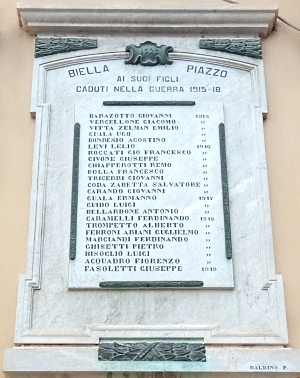 BIELLA PIAZZO
AI SUOI FIGLI
CADUTI NELLA GUERRA 1915-18
BARAZOTTO GIOVANNI 1915
VERCELLONE GIACOMO „
VITTA ZELMAN EMILIO „
GUALA UGO „
BONDESIO AGOSTINO „
LEVI LELIO 1916
ROCCATI GIO FRANCESCO „
GIVONE GIUSEPPE „
CHIAPPEROTTI REMO „
BOLLA FRANCESCO „
TRICERRI GIOVANNI „
CODA ZABETTA SALVATORE „
CARANDO GIOVANNI „
GUALA ERMANNO 1917
GUIDO LUIGI „
BELLARDONE ANTONIO „
CARAMELLI FERDINANDO 1918
TROMPETTO ALBERTO „
FERRONI ARIANI GUGLIELMO „
MARCIANDI FERDINANDO „
GHISETTI PIETRO „
BISOGLIO LUIGI „
ACQUADRO FIORENZO „
FASOLETTI GIUSEPPE 1919
BALDINO P.